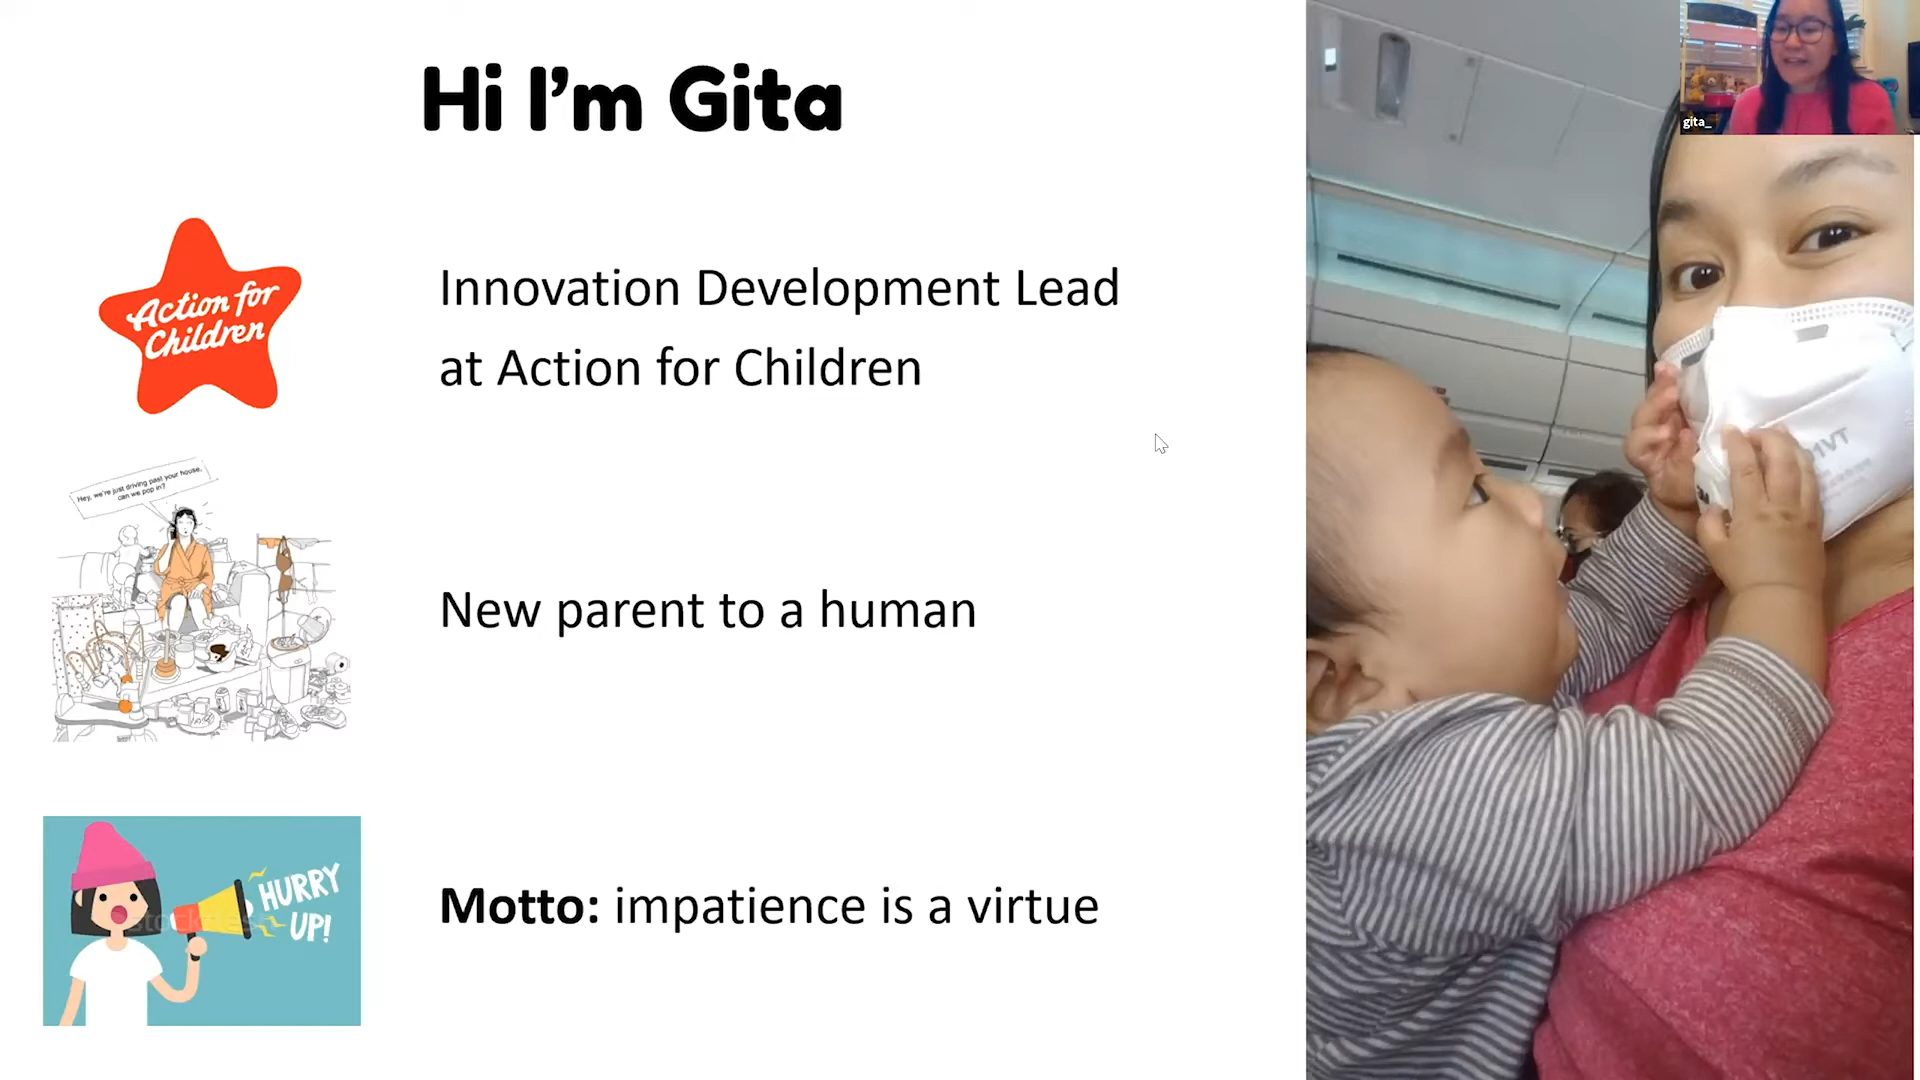 Hi I'm Gita
gita_
Action for
Children
Innovation Development Lead
at Action for Children
Hey, we're just driving past your house,
can we pop in?
New parent to a human
HURRY
UP!
Motto: impatience is a virtue